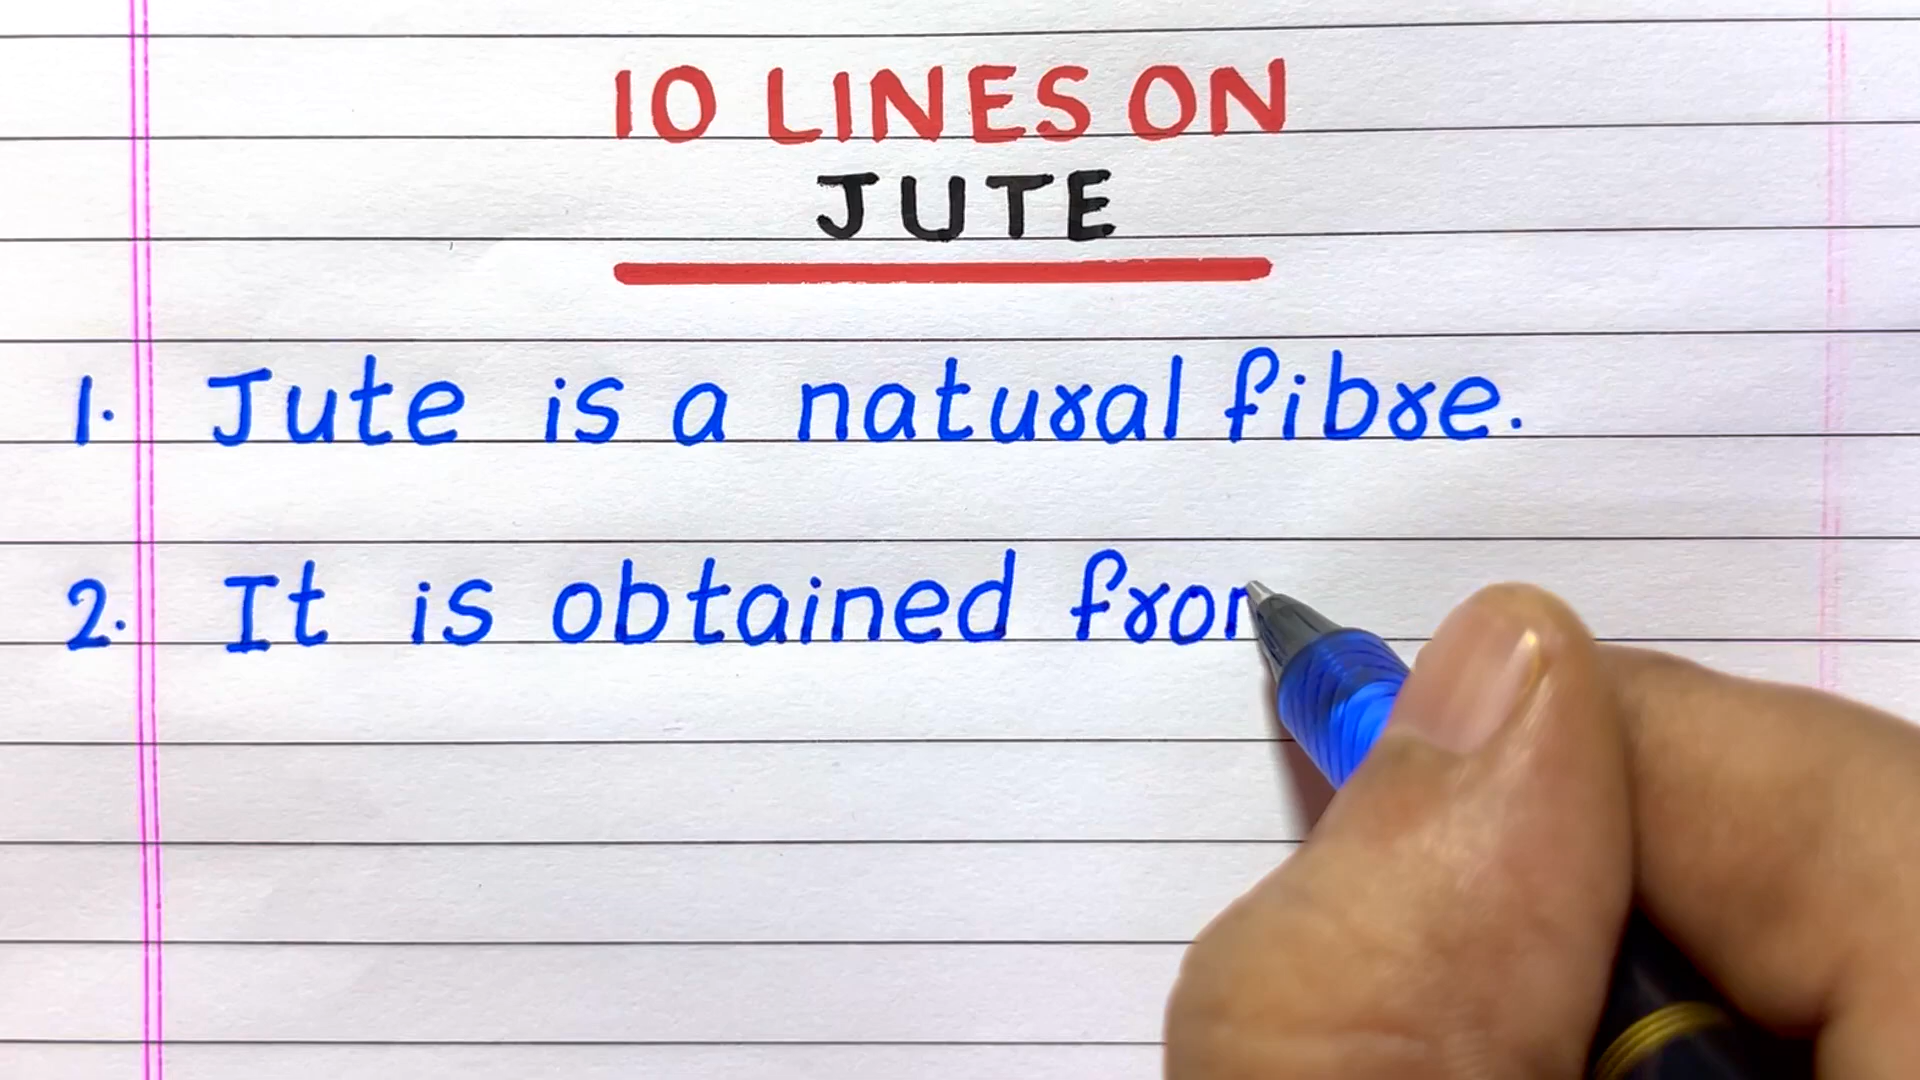 10 LINES ON
JUTE
1. Jute is a natural fibre.
2. It is obtained